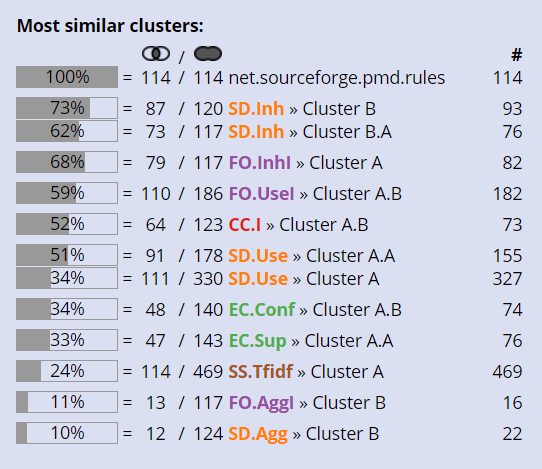 Most similar clusters:
/ #
100% = 114 / 114 net.sourceforge.pmd.rules 114
73% = 87 / 120 SD.Inh » Cluster B 93
62% = 73 / 117 SD.Inh » Cluster B.A 76
68% = 79 / 117 FO.InhI » Cluster A 82
59% = 110 / 186 FO.UseI » Cluster A.B 182
52% = 64 / 123 CC.I » Cluster A.B 73
51% = 91 / 178 SD.Use » Cluster A.A 155
34% = 111 / 330 SD.Use » Cluster A 327
34% = 48 / 140 EC.Conf » Cluster A.B 74
33% = 47 / 143 EC.Sup » Cluster A.A 76
24% = 114 / 469 SS.Tfidf » Cluster A 469
11% = 13 / 117 FO.AggI » Cluster B 16
10% = 12 / 124 SD.Agg » Cluster B 22